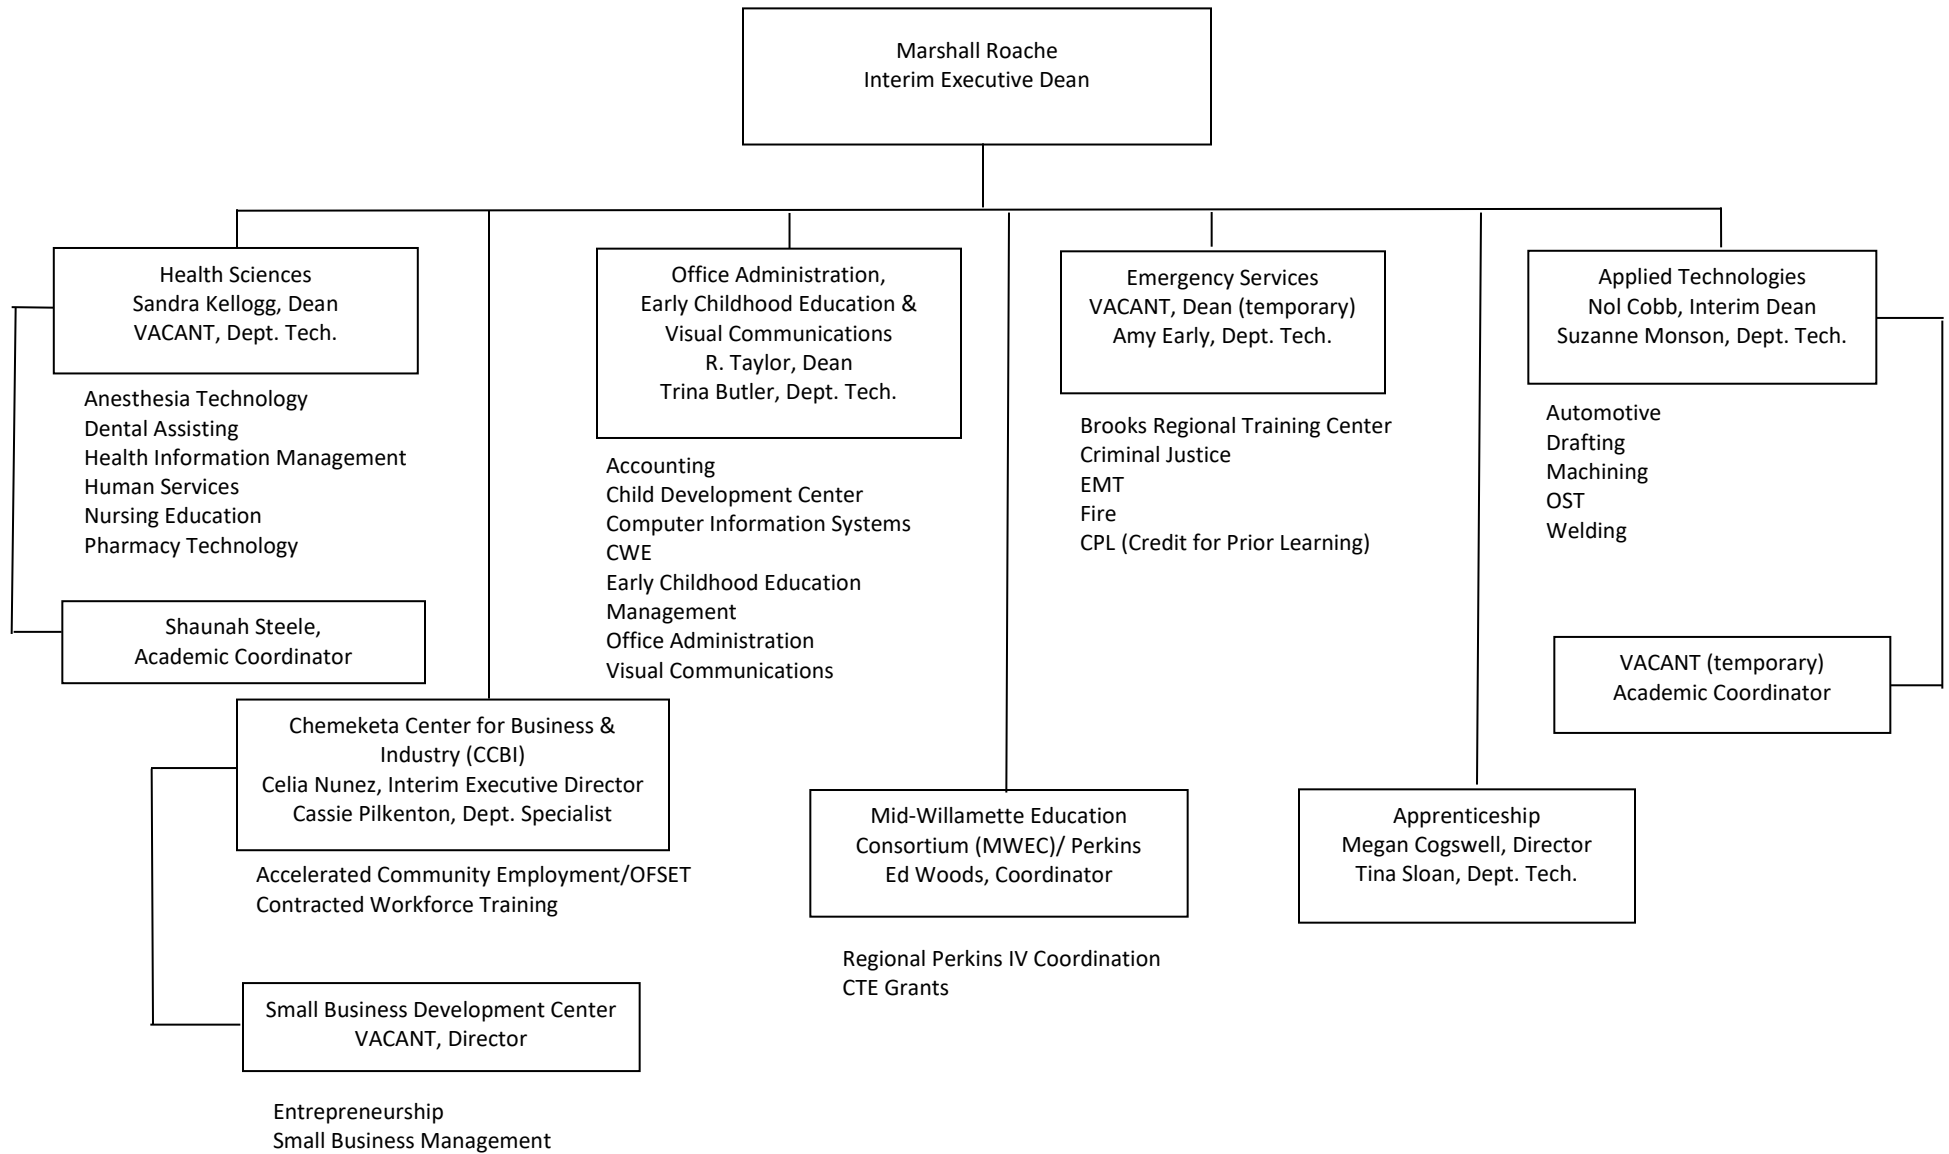 Marshall Roache
Interim Executive Dean
Health Sciences
Sandra Kellogg, Dean
VACANT, Dept. Tech.
Anesthesia Technology
Dental Assisting
Health Information Management
Human Services
Nursing Education
Pharmacy Technology
Shaunah Steele,
Academic Coordinator
Chemeketa Center for Business &
Industry (CCBI)
Celia Nunez, Interim Executive Director
Cassie Pilkenton, Dept. Specialist
Accelerated Community Employment/OFSET
Contracted Workforce Training
Small Business Development Center
VACANT, Director
Entrepreneurship
Small Business Management
Office Administration,
Early Childhood Education &
Visual Communications
R. Taylor, Dean
Trina Butler, Dept. Tech.
Accounting
Child Development Center
Computer Information Systems
CWE
Early Childhood Education
Management
Office Administration
Visual Communications
Mid-Willamette Education
Consortium (MWEC)/ Perkins
Ed Woods, Coordinator
Regional Perkins IV Coordination
CTE Grants
Emergency Services
VACANT, Dean (temporary)
Amy Early, Dept. Tech.
Brooks Regional Training Center
Criminal Justice
EMT
Fire
CPL (Credit for Prior Learning)
Apprenticeship
Megan Cogswell, Director
Tina Sloan, Dept. Tech.
Applied Technologies
Nol Cobb, Interim Dean
Suzanne Monson, Dept. Tech.
Automotive
Drafting
Machining
OST
Welding
VACANT (temporary)
Academic Coordinator